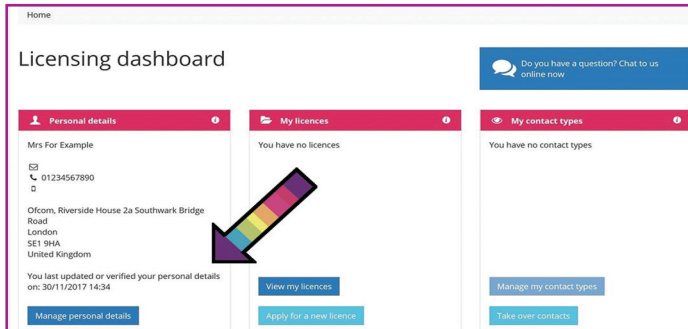 Home
Licensing dashboard
Do you have a question? Chat to us
online now
Personal details
Mrs For Example
01234567890
Ofcom, Riverside House 2a Southwark Bridge
Road
London
SE1 9HA
United Kingdom
You last updated or verified your personal details
on: 30/11/2017 14:34
Manage personal details
My licences
You have no licences
View my licences
Apply for a new licence
My contact types
You have no contact types
Manage my contact types
Take over contacts